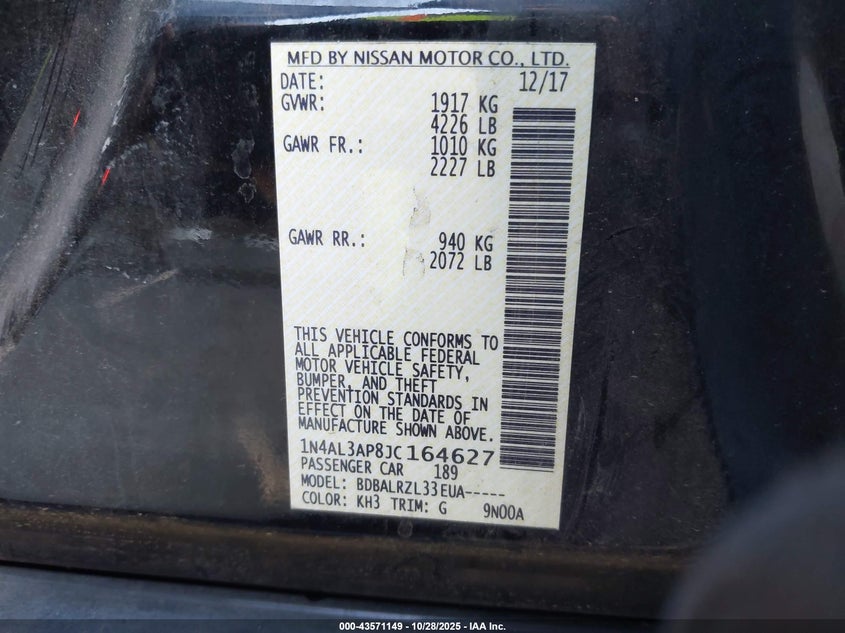 MFD BY NISSAN MOTOR CO., LTD.
DATE: 12/17
GVWR: 1917 KG
4226 LB
GAWR FR.: 1010 KG
2227 LB
GAWR RR.: 940 KG
2072 LB
THIS VEHICLE CONFORMS TO
ALL APPLICABLE FEDERAL
MOTOR VEHICLE SAFETY,
BUMPER, AND THEFT
PREVENTION STANDARDS IN
EFFECT ON THE DATE OF
MANUFACTURE SHOWN ABOVE.
1N4AL3AP8JC164627
PASSENGER CAR 189
MODEL: BDBALRZL33EUA-----
COLOR: KH3 TRIM: G 9N00A
000-43571149 | 10/28/2025 - IAA Inc.